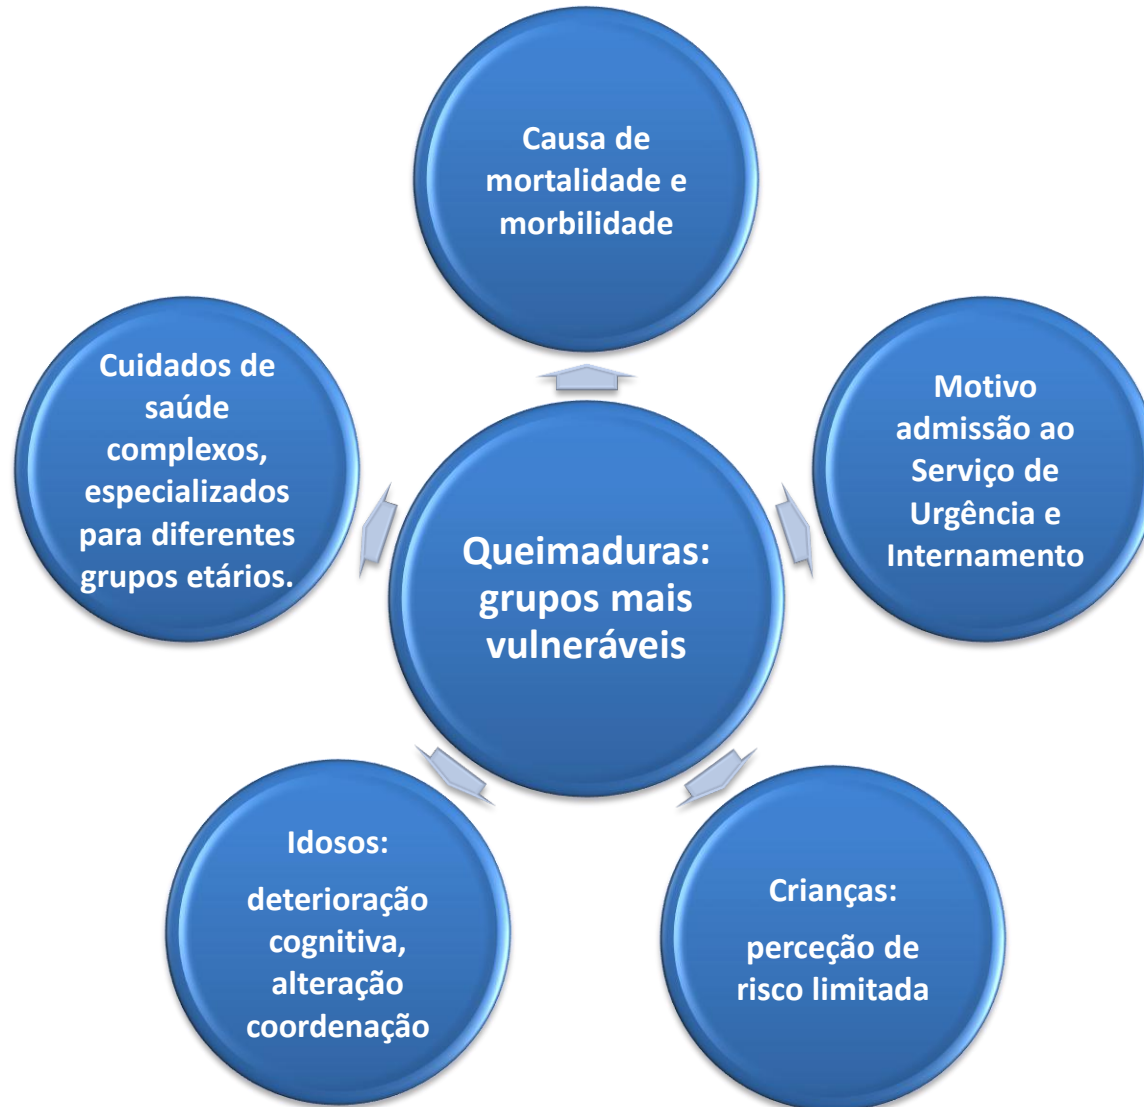 Causa de
mortalidade e
morbilidade
Cuidados de
saúde
complexos,
especializados
para diferentes
grupos etários.
Motivo
admissão ao
Serviço de
Urgência e
Internamento
Queimaduras:
grupos mais
vulneráveis
Idosos:
deterioração
cognitiva,
alteração
coordenação
Crianças:
perceção de
risco limitada